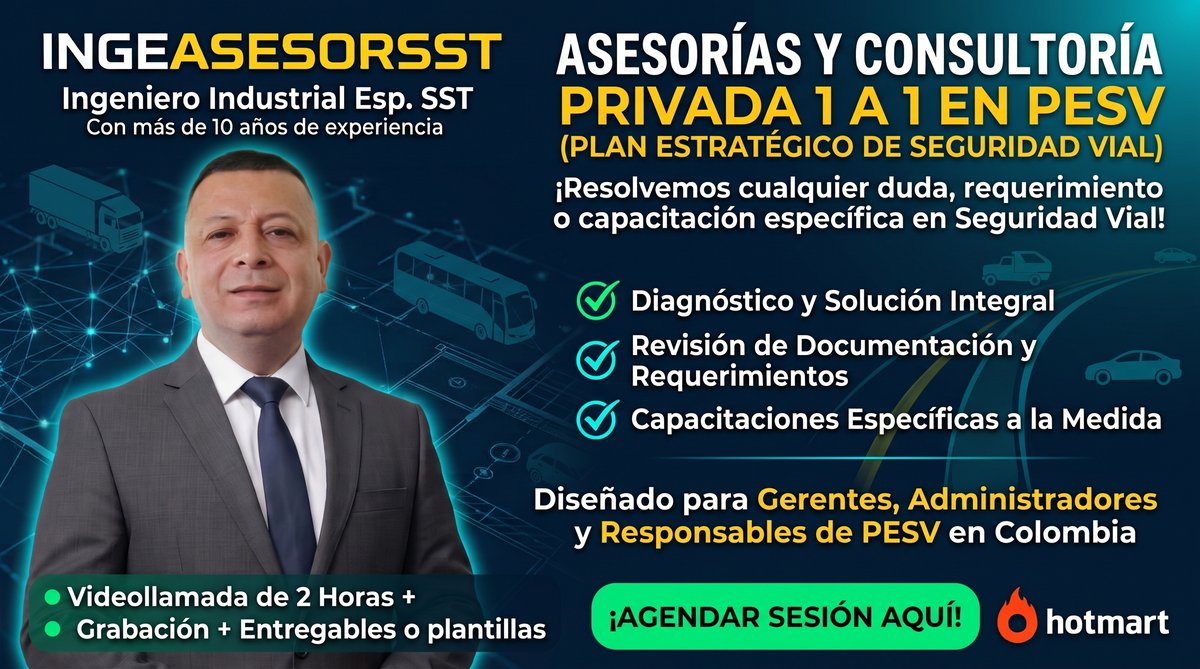 INGEASESORSST
Ingeniero Industrial Esp. SST
Con más de 10 años de experiencia
ASESORÍAS Y CONSULTORÍA
PRIVADA 1 A 1 EN PESV
(PLAN ESTRATÉGICO DE SEGURIDAD VIAL)
¡Resolvemos cualquier duda, requerimiento
o capacitación específica en Seguridad Vial!
Diagnóstico y Solución Integral
Revisión de Documentación y
Requerimientos
Capacitaciones Específicas a la Medida
Diseñado para Gerentes, Administradores
y Responsables de PESV en Colombia
Videollamada de 2 Horas +
Grabación + Entregables o plantillas
¡AGENDAR SESIÓN AQUÍ!
hotmart